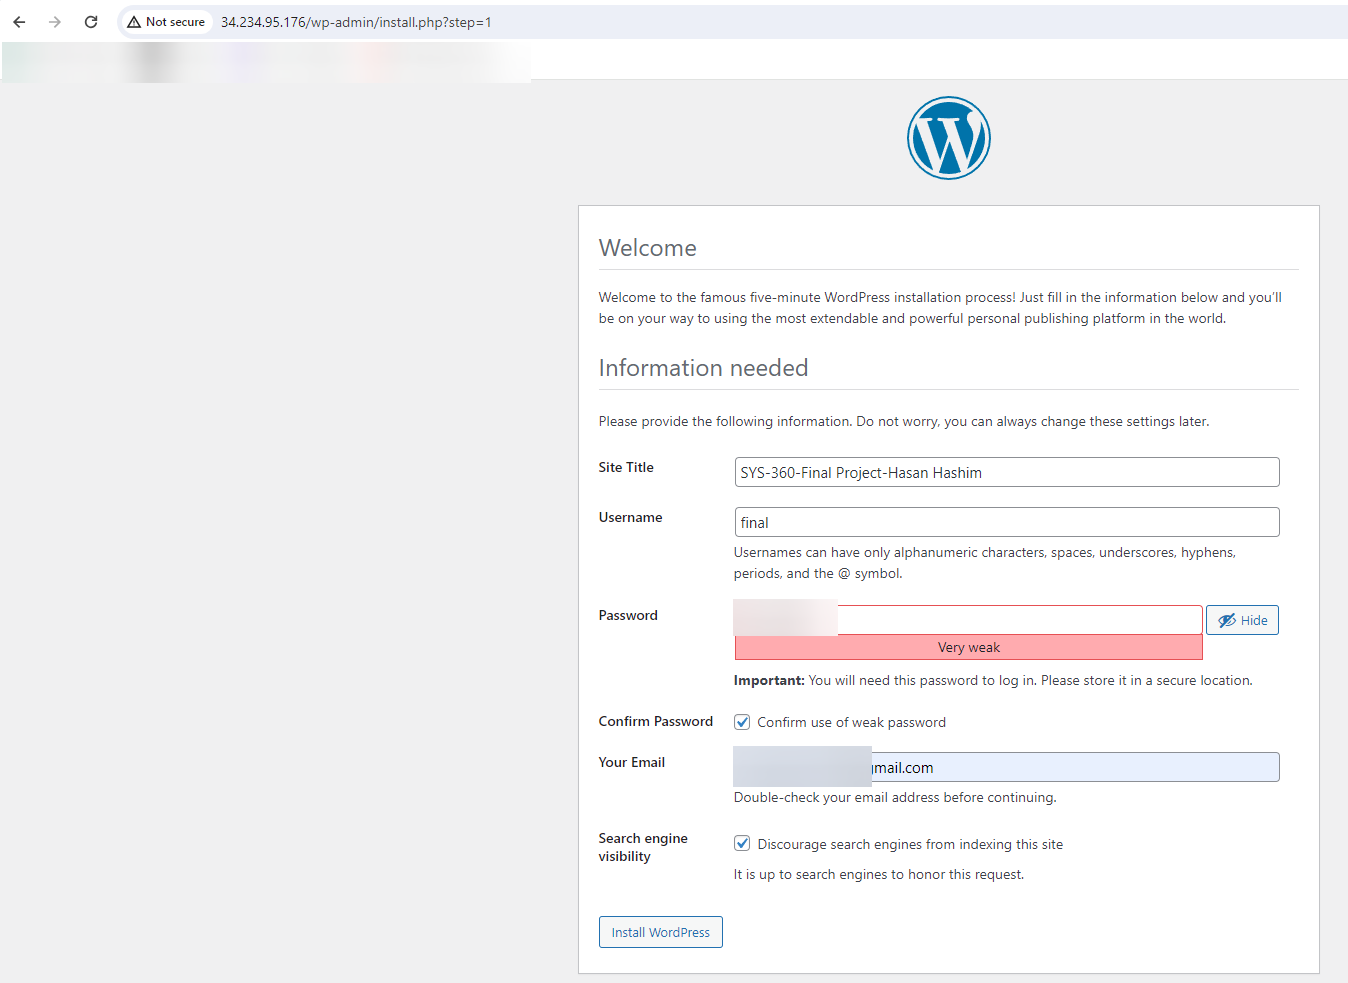 Not secure 34.234.95.176/wp-admin/install.php?step=1
Welcome
Welcome to the famous five-minute WordPress installation process! Just fill in the information below and you'll
be on your way to using the most extendable and powerful personal publishing platform in the world.
Information needed
Please provide the following information. Do not worry, you can always change these settings later.
Site Title
SYS-360-Final Project-Hasan Hashim
Username
final
Usernames can have only alphanumeric characters, spaces, underscores, hyphens,
periods, and the @ symbol.
Password
Hide
Very weak
Important: You will need this password to log in. Please store it in a secure location.
Confirm Password
Confirm use of weak password
Your Email
mail.com
Double-check your email address before continuing.
Search engine
visibility
Discourage search engines from indexing this site
It is up to search engines to honor this request.
Install WordPress